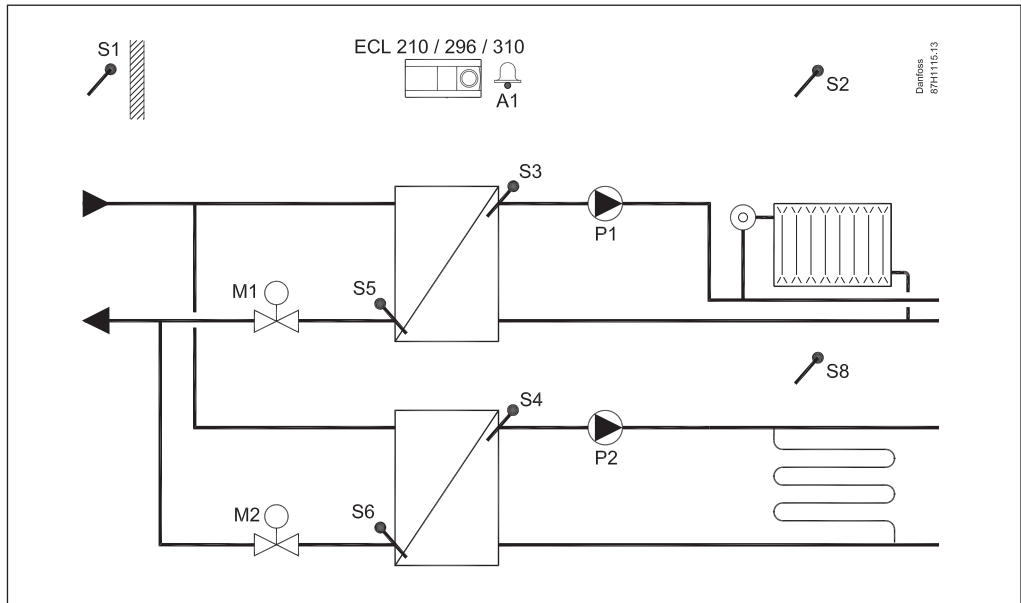 S1
ECL 210 / 296 / 310
A1
S2
Danfoss
87H1115.13
S3
P1
M1
S5
S8
S4
P2
M2
S6